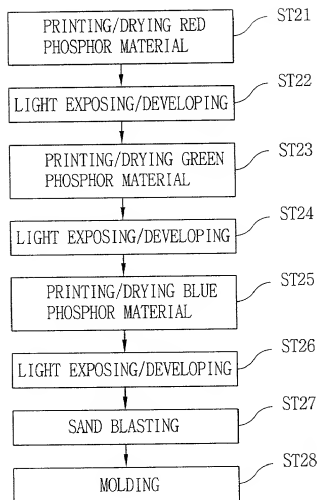 PRINTING/DRYING RED
PHOSPHOR MATERIAL
ST21
LIGHT EXPOSING/DEVELOPING
ST22
PRINTING/DRYING GREEN
PHOSPHOR MATERIAL
ST23
LIGHT EXPOSING/DEVELOPING
ST24
PRINTING/DRYING BLUE
PHOSPHOR MATERIAL
ST25
LIGHT EXPOSING/DEVELOPING
ST26
SAND BLASTING
ST27
MOLDING
ST28